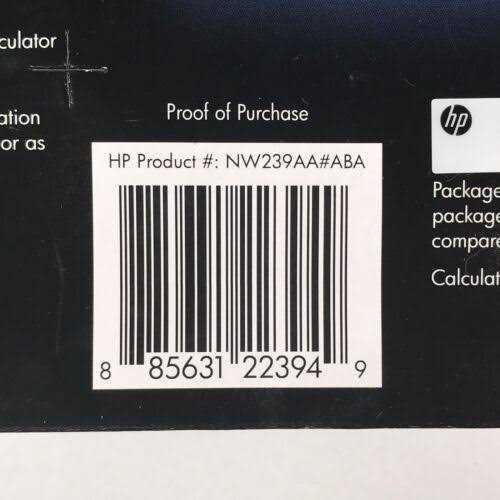 culator
ation
or as
Proof of Purchase
HP Product #: NW239AA#ABA
8 85631 22394 9
hp
Package
package
compare
Calculat